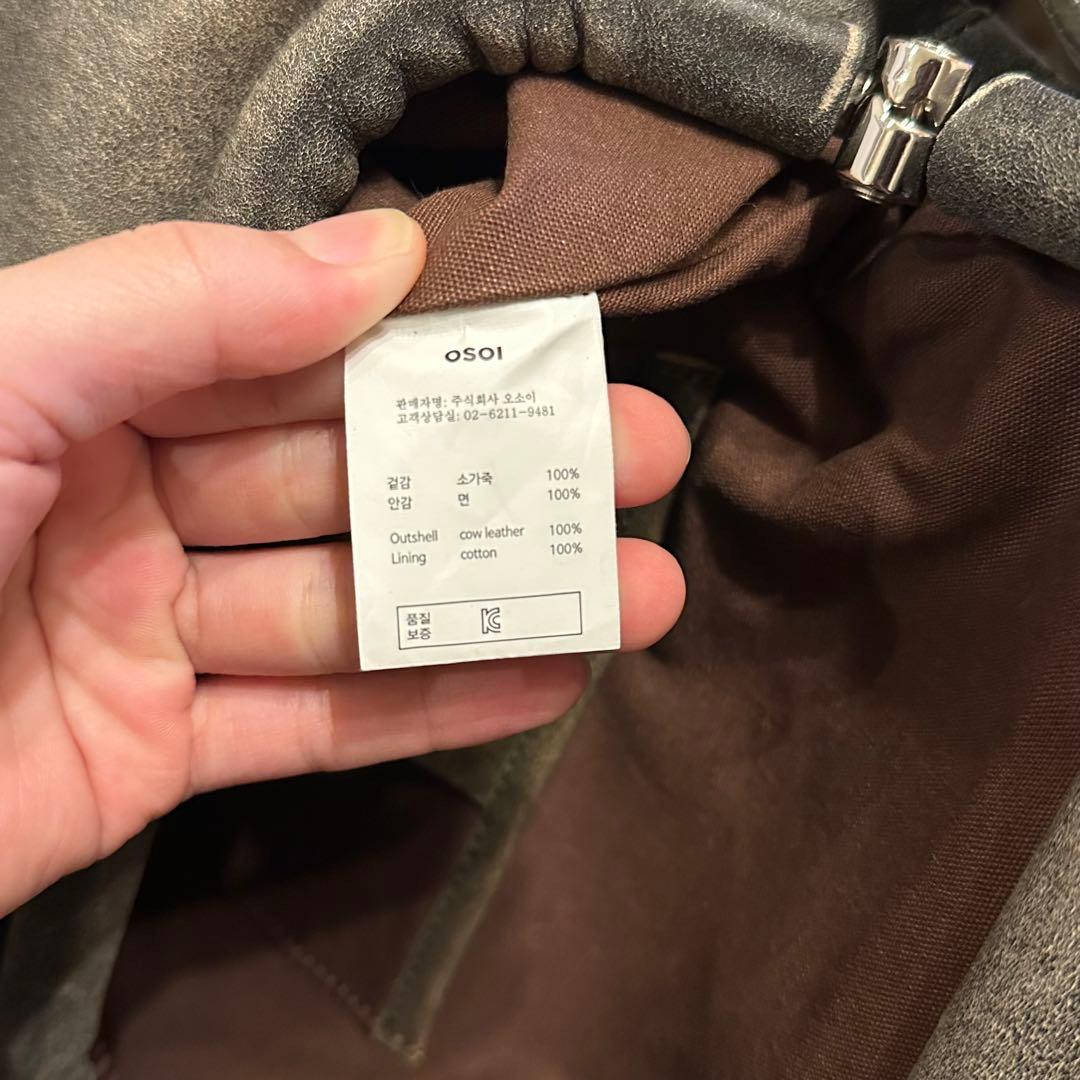 OSOI
판매자명: 주식회사 오소이
고객상담실: 02-6211-9481
겉감 소가죽 100%
안감 면 100%
Outshell cow leather 100%
Lining cotton 100%
품질
보증
KC